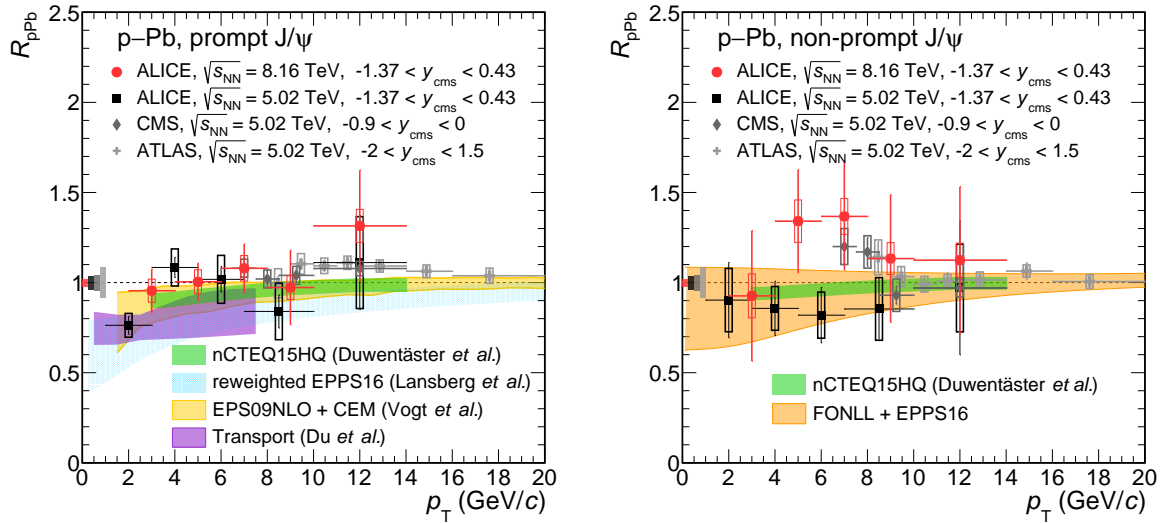 R_pPb
2.5
2
1.5
1
0.5
0
p–Pb, prompt J/ψ
ALICE, √s_NN = 8.16 TeV, -1.37 < y_cms < 0.43
ALICE, √s_NN = 5.02 TeV, -1.37 < y_cms < 0.43
CMS, √s_NN = 5.02 TeV, -0.9 < y_cms < 0
ATLAS, √s_NN = 5.02 TeV, -2 < y_cms < 1.5
nCTEQ15HQ (Duwentäster et al.)
reweighted EPPS16 (Lansberg et al.)
EPS09NLO + CEM (Vogt et al.)
Transport (Du et al.)
0 2 4 6 8 10 12 14 16 18 20
p_T (GeV/c)
R_pPb
2.5
2
1.5
1
0.5
0
p–Pb, non-prompt J/ψ
ALICE, √s_NN = 8.16 TeV, -1.37 < y_cms < 0.43
ALICE, √s_NN = 5.02 TeV, -1.37 < y_cms < 0.43
CMS, √s_NN = 5.02 TeV, -0.9 < y_cms < 0
ATLAS, √s_NN = 5.02 TeV, -2 < y_cms < 1.5
nCTEQ15HQ (Duwentäster et al.)
FONLL + EPPS16
0 2 4 6 8 10 12 14 16 18 20
p_T (GeV/c)